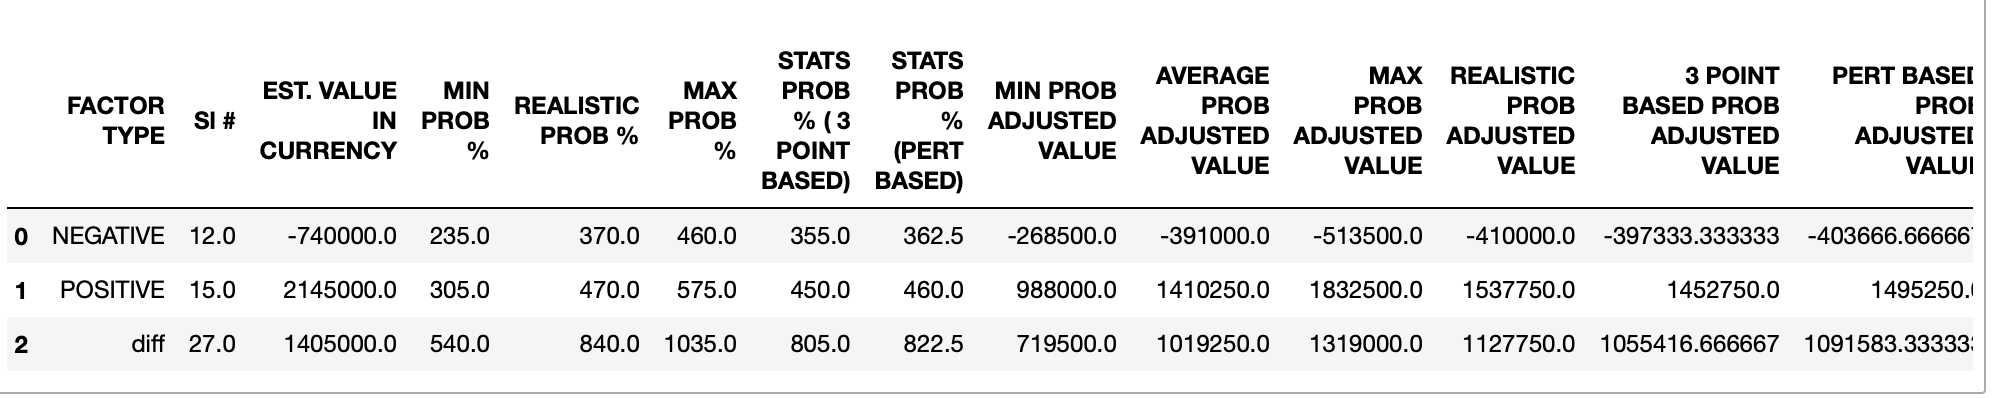 FACTOR TYPE SI # EST. VALUE IN CURRENCY MIN PROB % REALISTIC PROB % MAX PROB % STATS PROB % ( 3 POINT BASED) STATS PROB % (PERT BASED) MIN PROB ADJUSTED VALUE AVERAGE PROB ADJUSTED VALUE MAX PROB ADJUSTED VALUE REALISTIC PROB ADJUSTED VALUE 3 POINT BASED PROB ADJUSTED VALUE PERT BASED PROB ADJUSTED VALUE
0 NEGATIVE 12.0 -740000.0 235.0 370.0 460.0 355.0 362.5 -268500.0 -391000.0 -513500.0 -410000.0 -397333.333333 -403666.66666
1 POSITIVE 15.0 2145000.0 305.0 470.0 575.0 450.0 460.0 988000.0 1410250.0 1832500.0 1537750.0 1452750.0 1495250.0
2 diff 27.0 1405000.0 540.0 840.0 1035.0 805.0 822.5 719500.0 1019250.0 1319000.0 1127750.0 1055416.666667 1091583.33333